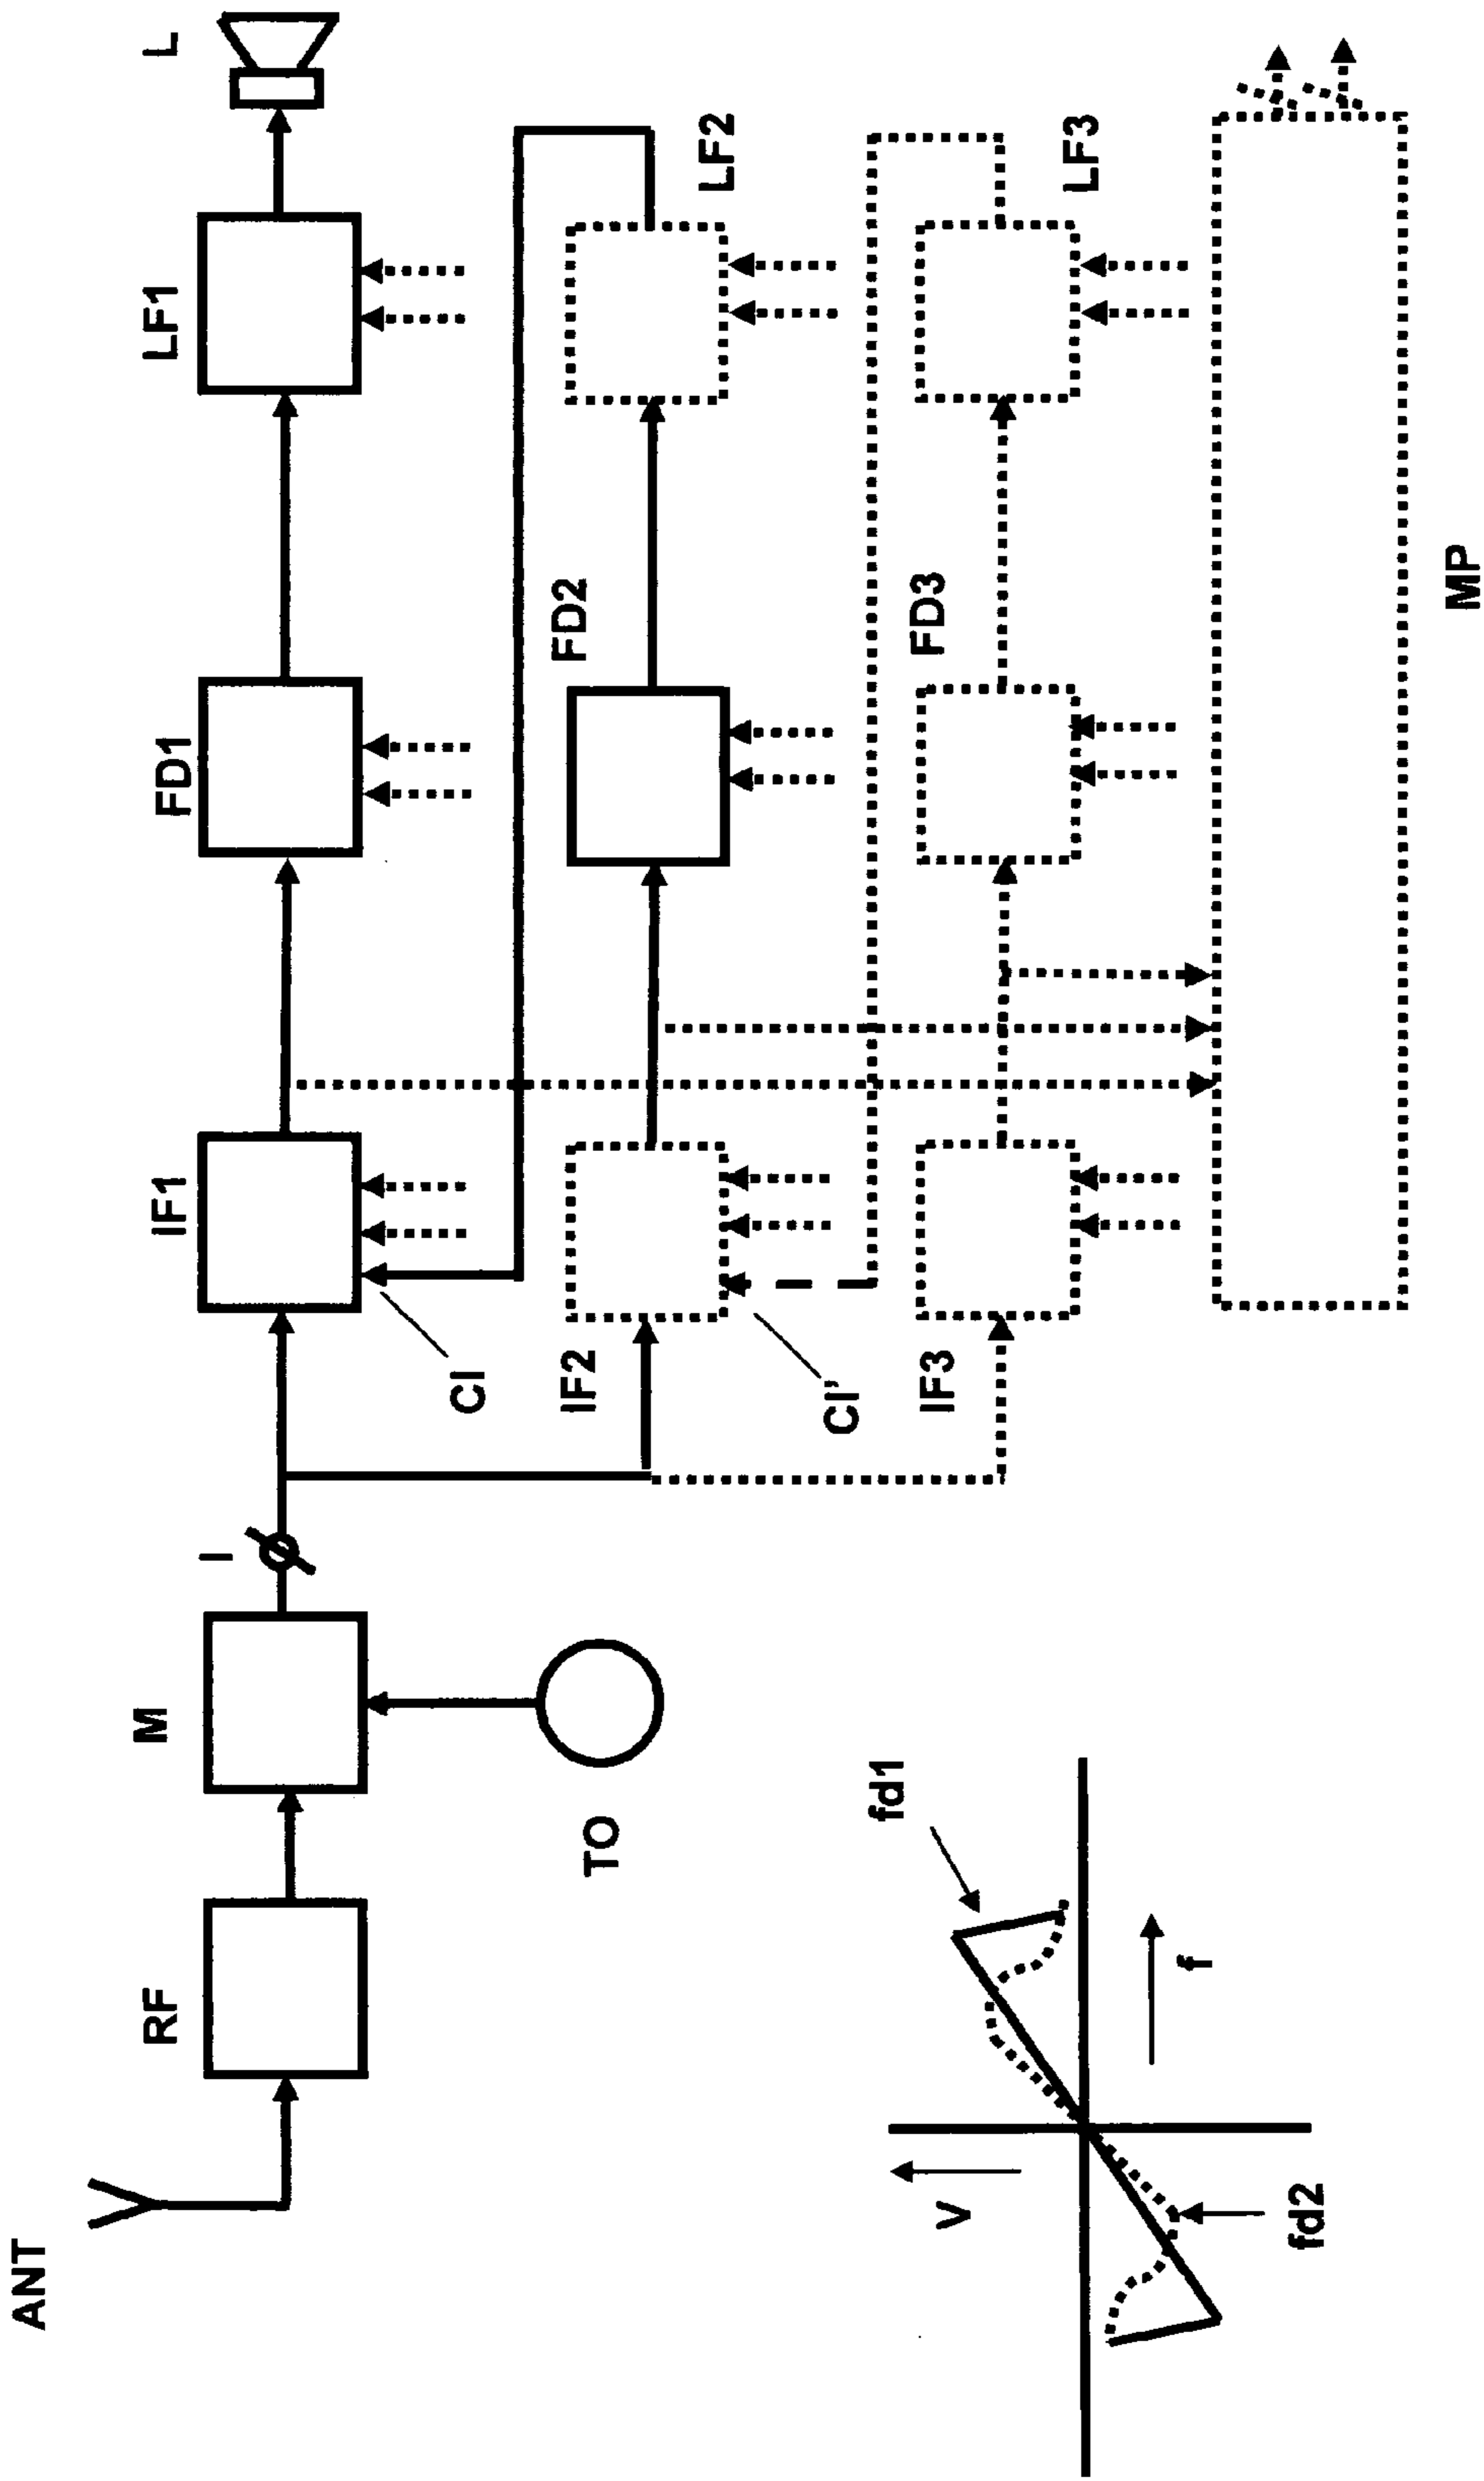 ANT
RF
M
I
IF1
FD1
LF1
L
TO
CI
IF2
FD2
LF2
CI'
IF3
FD3
LF3
MP
V
fd1
f
fd2